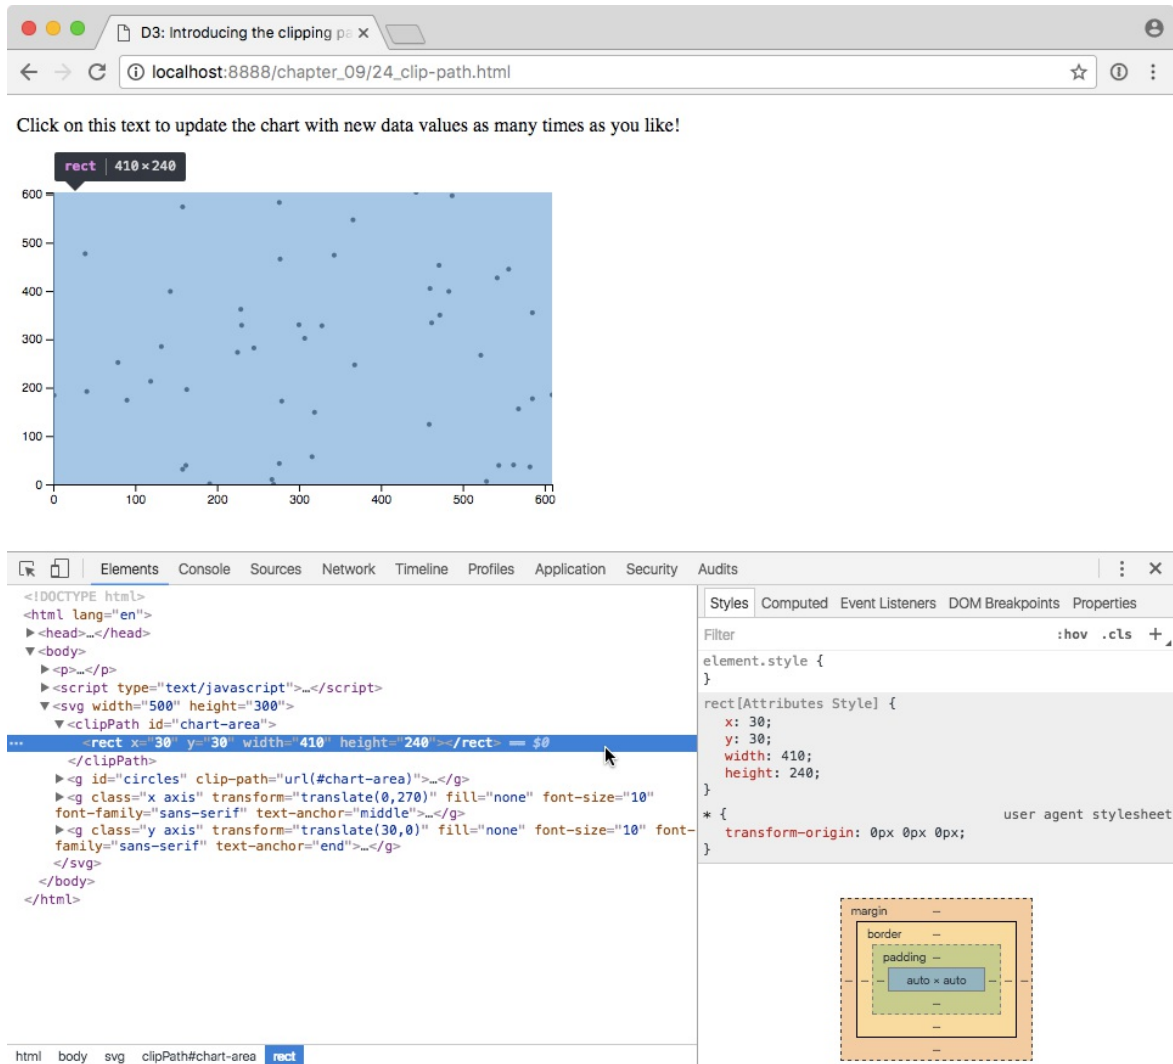 D3: Introducing the clipping pa
localhost:8888/chapter_09/24_clip-path.html
Click on this text to update the chart with new data values as many times as you like!
rect | 410 × 240
600
500
400
300
200
100
0
0 100 200 300 400 500 600
Elements Console Sources Network Timeline Profiles Application Security Audits
<!DOCTYPE html>
<html lang="en">
<head>…</head>
<body>
<p>…</p>
<script type="text/javascript">…</script>
<svg width="500" height="300">
<clipPath id="chart-area">
<rect x="30" y="30" width="410" height="240"></rect> == $0
</clipPath>
<g id="circles" clip-path="url(#chart-area)">…</g>
<g class="x axis" transform="translate(0,270)" fill="none" font-size="10"
font-family="sans-serif" text-anchor="middle">…</g>
<g class="y axis" transform="translate(30,0)" fill="none" font-size="10" font-
family="sans-serif" text-anchor="end">…</g>
</svg>
</body>
</html>
html body svg clipPath#chart-area rect
Styles Computed Event Listeners DOM Breakpoints Properties
Filter :hov .cls +
element.style {
}
rect[Attributes Style] {
x: 30;
y: 30;
width: 410;
height: 240;
}
* { user agent stylesheet
transform-origin: 0px 0px 0px;
}
margin –
border –
padding –
– – – auto × auto – – –
–
–
–